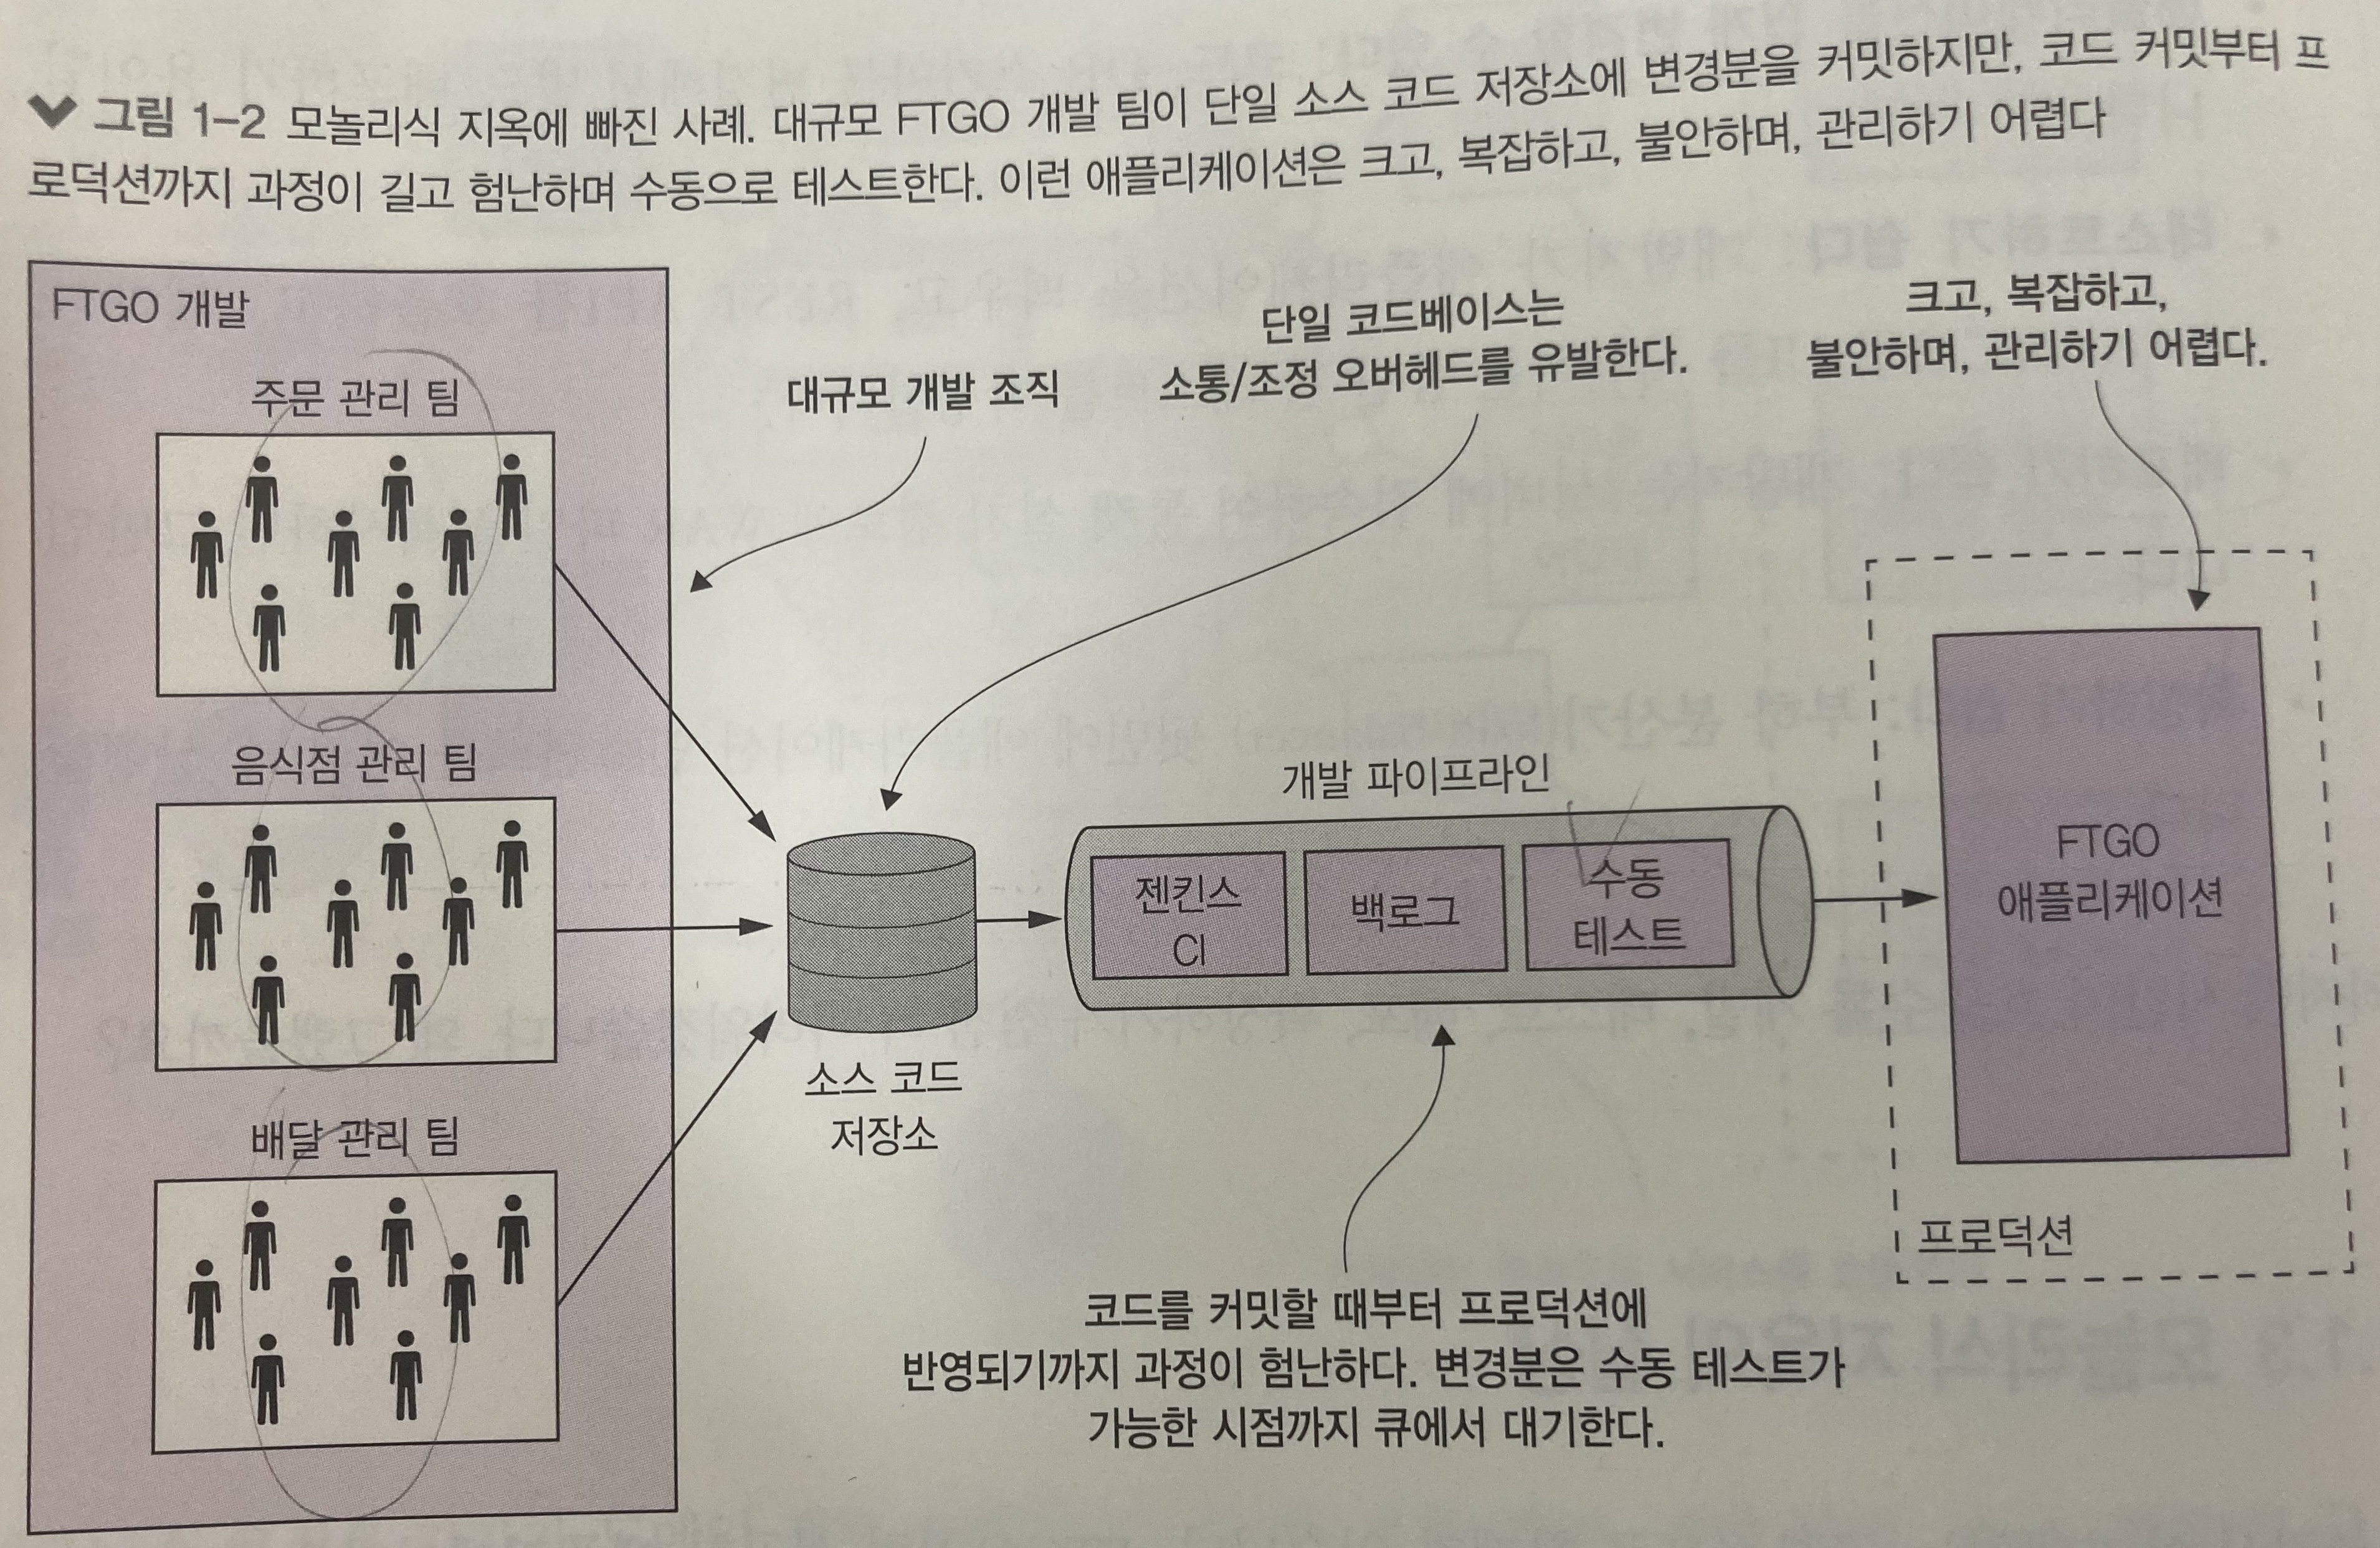 그림 1-2 모놀리식 지옥에 빠진 사례. 대규모 FTGO 개발 팀이 단일 소스 코드 저장소에 변경분을 커밋하지만, 코드 커밋부터 프
로덕션까지 과정이 길고 험난하며 수동으로 테스트한다. 이런 애플리케이션은 크고, 복잡하고, 불안하며, 관리하기 어렵다
FTGO 개발
주문 관리 팀
음식점 관리 팀
배달 관리 팀
대규모 개발 조직
단일 코드베이스는
소통/조정 오버헤드를 유발한다.
크고, 복잡하고,
불안하며, 관리하기 어렵다.
소스 코드
저장소
개발 파이프라인
젠킨스
CI
백로그
수동
테스트
코드를 커밋할 때부터 프로덕션에
반영되기까지 과정이 험난하다. 변경분은 수동 테스트가
가능한 시점까지 큐에서 대기한다.
FTGO
애플리케이션
프로덕션